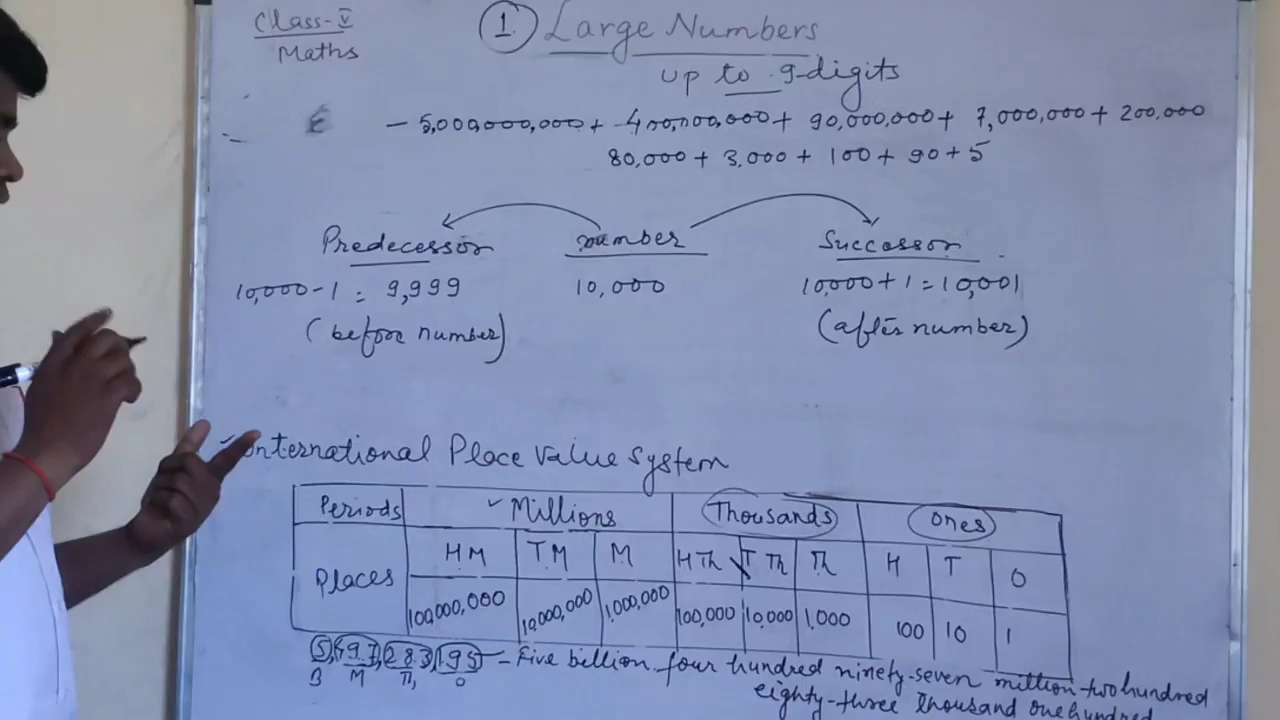 Class-V
Maths
1. Large Numbers
up to 9-digits
- 5,000,000,000 + 400,000,000 + 90,000,000 + 7,000,000 + 200,000
80,000 + 3,000 + 100 + 90 + 5
Predecessor number Successor
10,000-1 = 9,999 10,000 10,000+1 = 10,001
(before number) (after number)
International Place Value System
Periods Millions Thousands Ones
Places HM TM M H Th T Th Th H T O
100,000,000 10,000,000 1,000,000 100,000 10,000 1,000 100 10 1
5,497,283,195 - Five billion four hundred ninety-seven million two hundred
B M Th O
eighty-three thousand one hundred